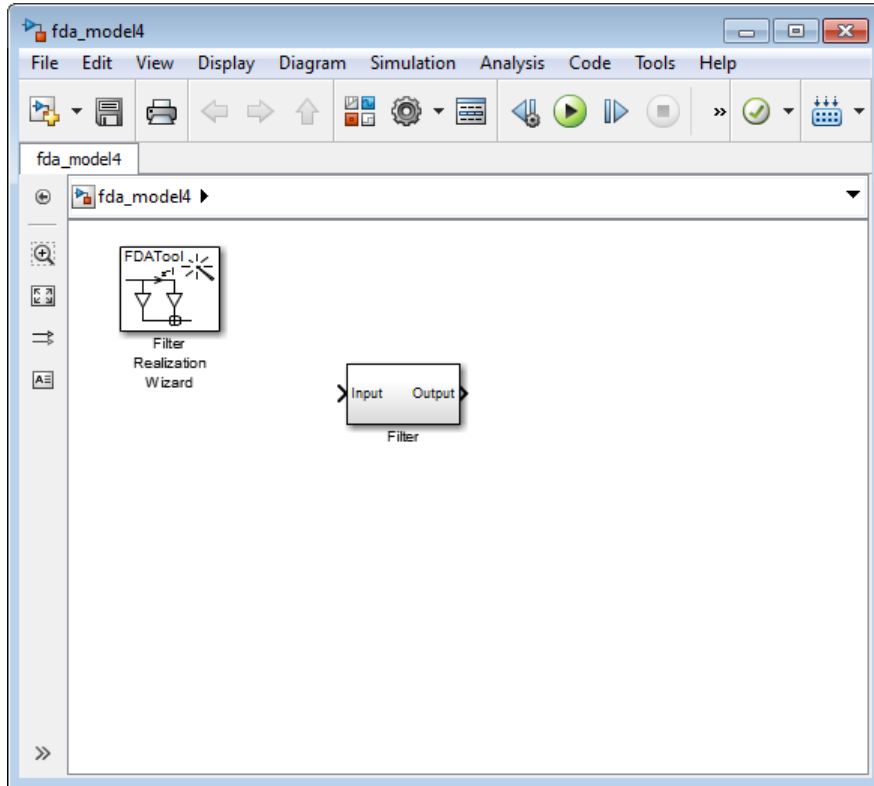 fda_model4
File Edit View Display Diagram Simulation Analysis Code Tools Help
fda_model4
fda_model4
FDATool
z-1
Filter
Realization
Wizard
Input Output
Filter